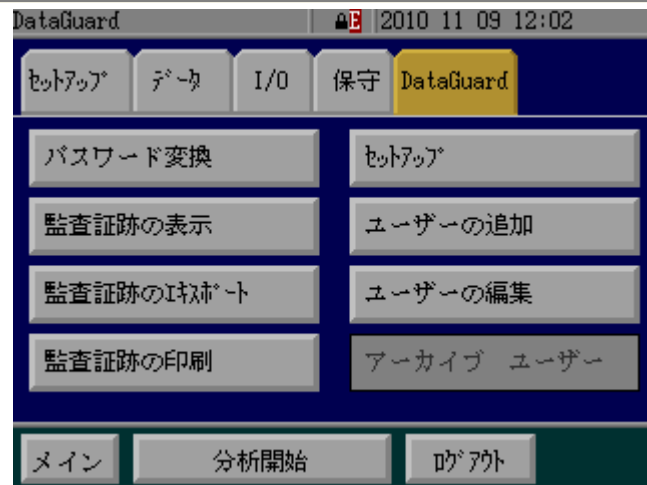 DataGuard E 2010 11 09 12:02
ｾｯﾄｱｯﾌﾟ ﾃﾞｰﾀ I/O 保守 DataGuard
パスワード変換 ｾｯﾄｱｯﾌﾟ
監査証跡の表示 ユーザーの追加
監査証跡のｴｷｽﾎﾟｰﾄ ユーザーの編集
監査証跡の印刷 アーカイブ ユーザー
メイン 分析開始 ﾛｸﾞｱｳﾄ